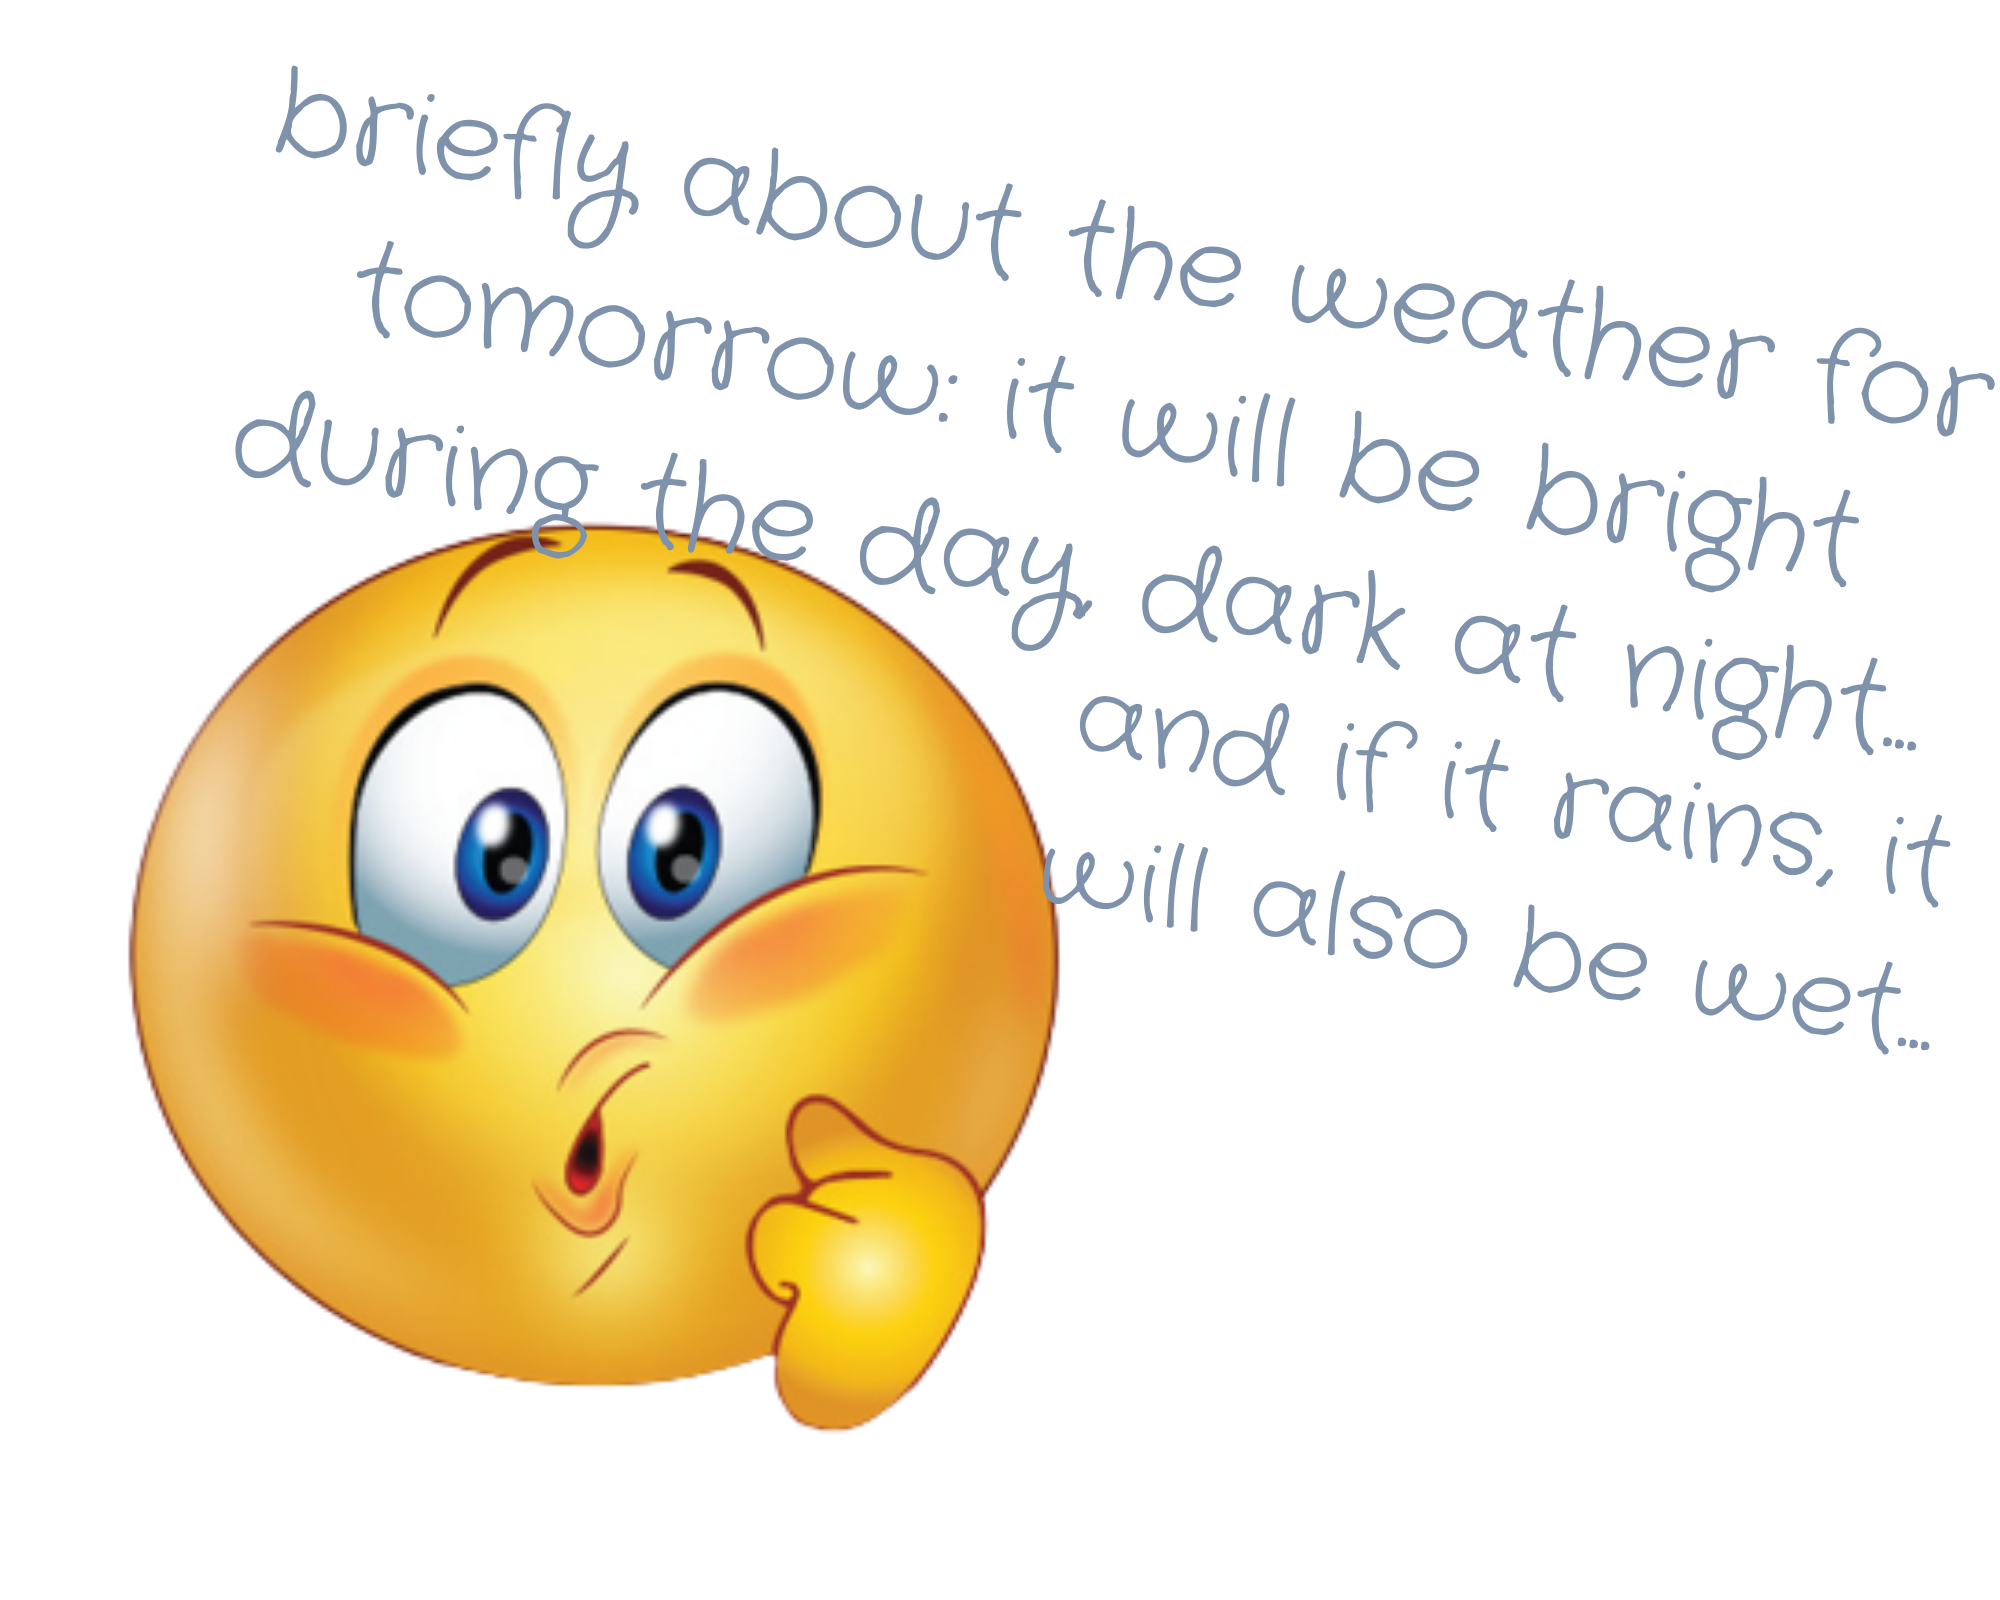 briefly about the weather for
tomorrow: it will be bright
during the day, dark at night...
and if it rains, it
will also be wet...